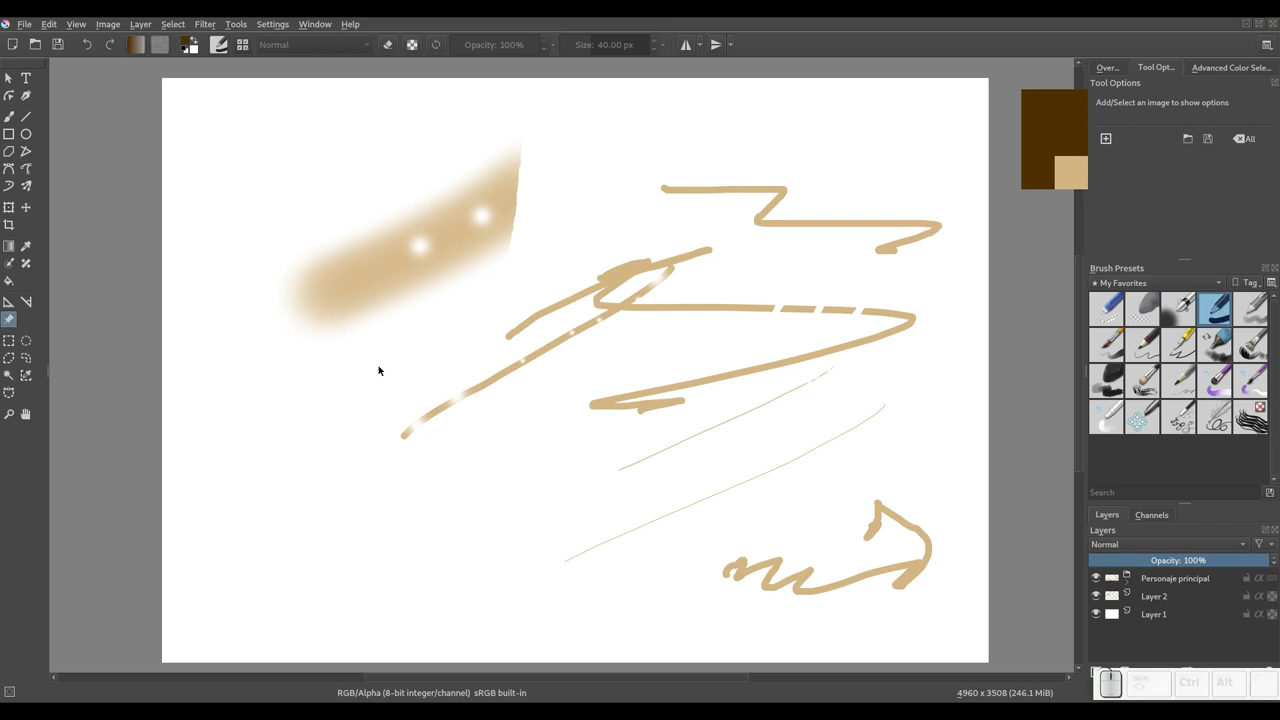 File Edit View Image Layer Select Filter Tools Settings Window Help
Normal Opacity: 100% Size: 40.00 px
Over... Tool Opt... Advanced Color Sele...
Tool Options
Add/Select an image to show options
All
Brush Presets
★ My Favorites Tag
Search
Layers Channels
Layers
Normal
Opacity: 100%
Personaje principal
Layer 2
Layer 1
Shift Ctrl Alt
RGB/Alpha (8-bit integer/channel) sRGB built-in 4960 x 3508 (246.1 MiB)